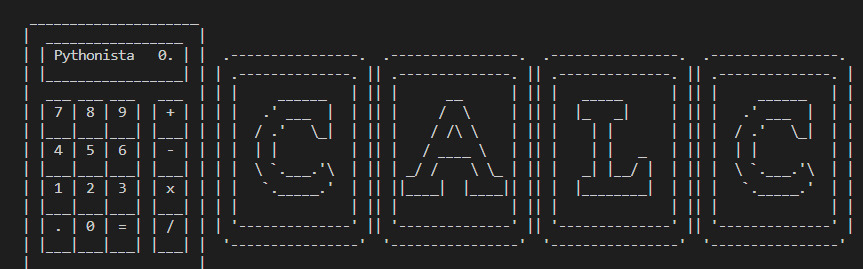 Pythonista 0.
CALC
7 8 9 +
4 5 6 -
1 2 3 x
. 0 = /